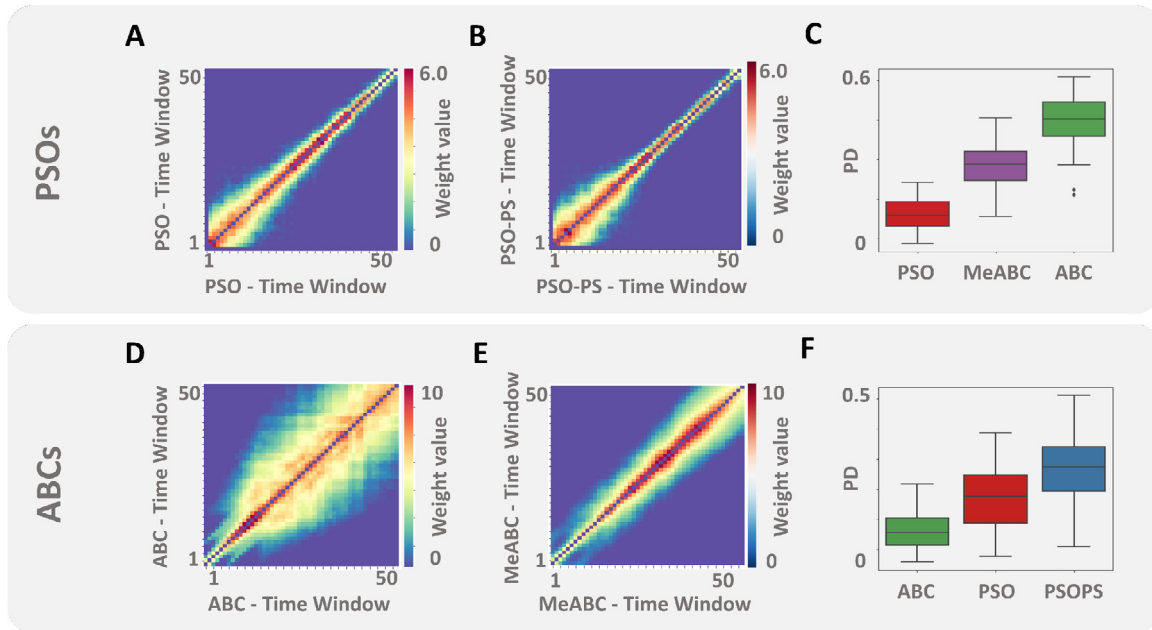 PSOs
A
PSO - Time Window
50
1
1
50
PSO - Time Window
6.0
0
Weight value
B
PSO-PS - Time Window
50
1
1
50
PSO-PS - Time Window
6.0
0
Weight value
C
PD
0.6
0
PSO MeABC ABC
ABCs
D
ABC - Time Window
50
1
1
50
ABC - Time Window
10
0
Weight value
E
MeABC - Time Window
50
1
1
50
MeABC - Time Window
10
0
Weight value
F
PD
0.5
0
ABC PSO PSOPS